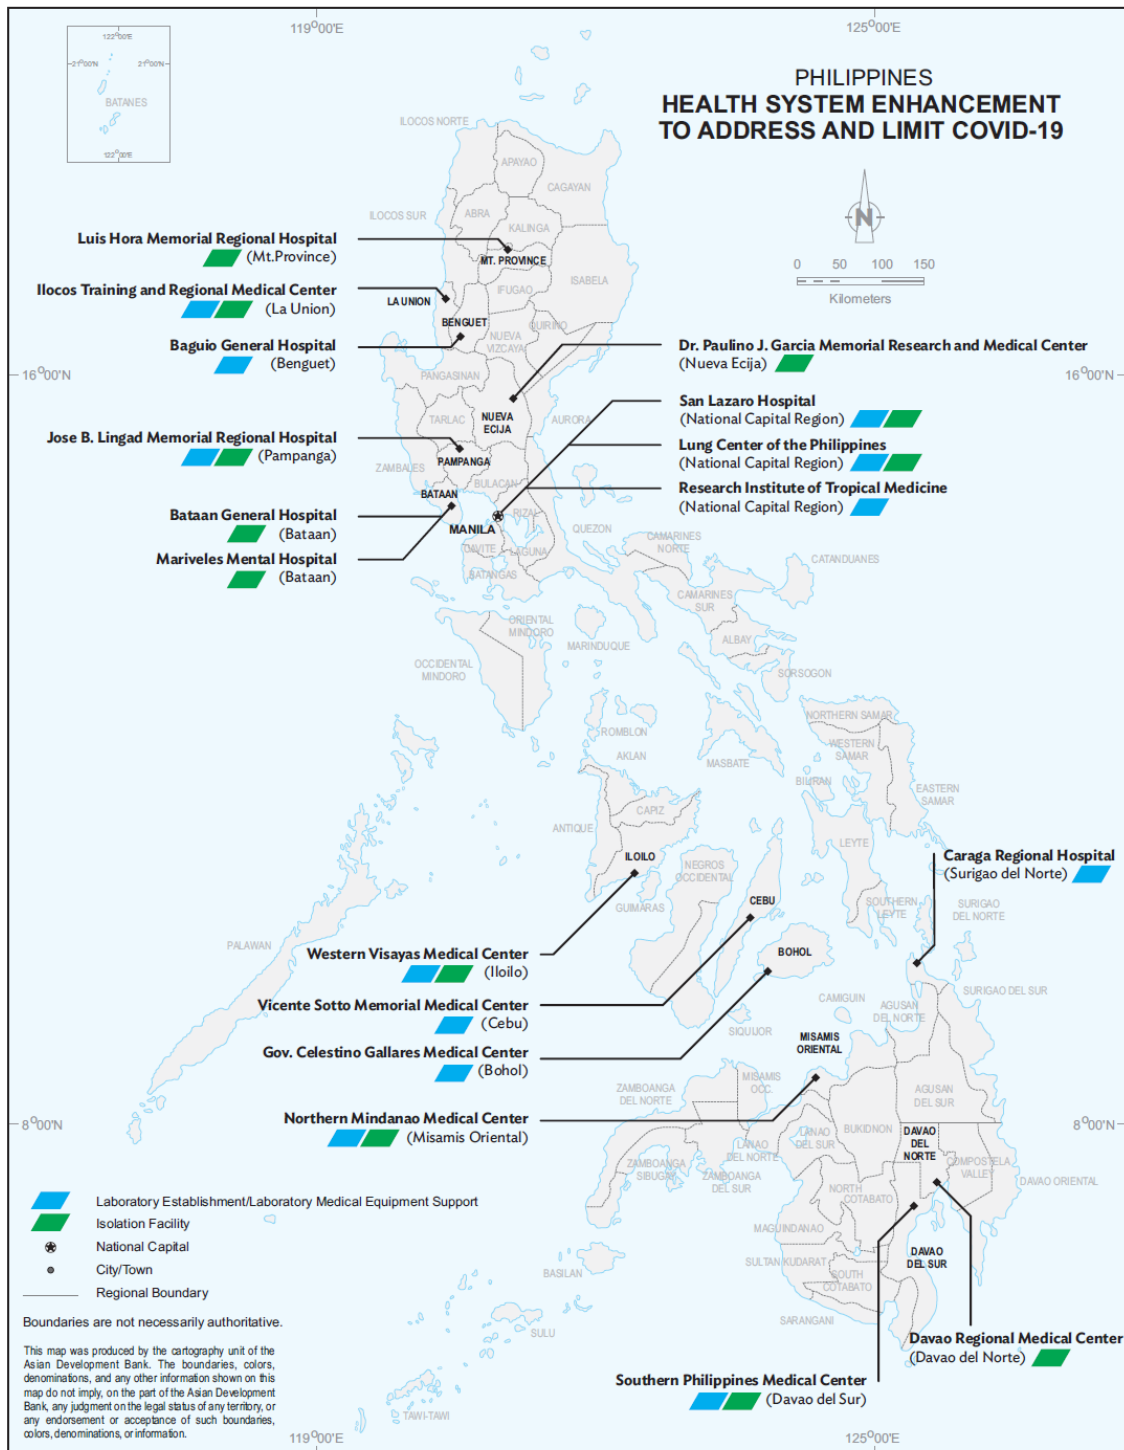 119°00'E
125°00'E
122°00'E
21°00'N
21°00'N
BATANES
122°00'E
PHILIPPINES
HEALTH SYSTEM ENHANCEMENT
TO ADDRESS AND LIMIT COVID-19
N
0 50 100 150
Kilometers
ILOCOS NORTE
APAYAO
CAGAYAN
ABRA
ILOCOS SUR
KALINGA
Luis Hora Memorial Regional Hospital
(Mt.Province)
MT. PROVINCE
ISABELA
IFUGAO
Ilocos Training and Regional Medical Center
(La Union)
LA UNION
BENGUET
QUIRINO
NUEVA
VIZCAYA
Baguio General Hospital
(Benguet)
Dr. Paulino J. Garcia Memorial Research and Medical Center
(Nueva Ecija)
16°00'N
16°00'N
PANGASINAN
San Lazaro Hospital
(National Capital Region)
TARLAC
NUEVA
ECIJA
AURORA
Jose B. Lingad Memorial Regional Hospital
(Pampanga)
Lung Center of the Philippines
(National Capital Region)
ZAMBALES
PAMPANGA
BULACAN
BATAAN
Research Institute of Tropical Medicine
(National Capital Region)
Bataan General Hospital
(Bataan)
MANILA
RIZAL
QUEZON
Mariveles Mental Hospital
(Bataan)
CAVITE
LAGUNA
BATANGAS
CAMARINES
NORTE
CATANDUANES
CAMARINES
SUR
ORIENTAL
MINDORO
MARINDUQUE
ALBAY
OCCIDENTAL
MINDORO
SORSOGON
NORTHERN SAMAR
ROMBLON
WESTERN
SAMAR
AKLAN
MASBATE
BILIRAN
EASTERN
SAMAR
CAPIZ
ANTIQUE
LEYTE
ILOILO
NEGROS
OCCIDENTAL
Caraga Regional Hospital
(Surigao del Norte)
GUIMARAS
CEBU
SOUTHERN
LEYTE
SURIGAO
DEL NORTE
PALAWAN
Western Visayas Medical Center
(Iloilo)
BOHOL
SURIGAO DEL SUR
Vicente Sotto Memorial Medical Center
(Cebu)
CAMIGUIN
AGUSAN
DEL NORTE
SIQUIJOR
MISAMIS
ORIENTAL
Gov. Celestino Gallares Medical Center
(Bohol)
ZAMBOANGA
DEL NORTE
MISAMIS
OCC.
AGUSAN
DEL SUR
Northern Mindanao Medical Center
(Misamis Oriental)
8°00'N
8°00'N
LANAO
DEL NORTE
LANAO
DEL SUR
BUKIDNON
DAVAO
DEL
NORTE
COMPOSTELA
VALLEY
DAVAO ORIENTAL
ZAMBOANGA
SIBUGAY
ZAMBOANGA
DEL SUR
NORTH
COTABATO
MAGUINDANAO
DAVAO
DEL SUR
SULTAN KUDARAT
SOUTH
COTABATO
BASILAN
SARANGANI
SULU
TAWI-TAWI
Davao Regional Medical Center
(Davao del Norte)
Southern Philippines Medical Center
(Davao del Sur)
Laboratory Establishment/Laboratory Medical Equipment Support
Isolation Facility
National Capital
City/Town
Regional Boundary
Boundaries are not necessarily authoritative.
This map was produced by the cartography unit of the
Asian Development Bank. The boundaries, colors,
denominations, and any other information shown on this
map do not imply, on the part of the Asian Development
Bank, any judgment on the legal status of any territory, or
any endorsement or acceptance of such boundaries,
colors, denominations, or information.
119°00'E
125°00'E